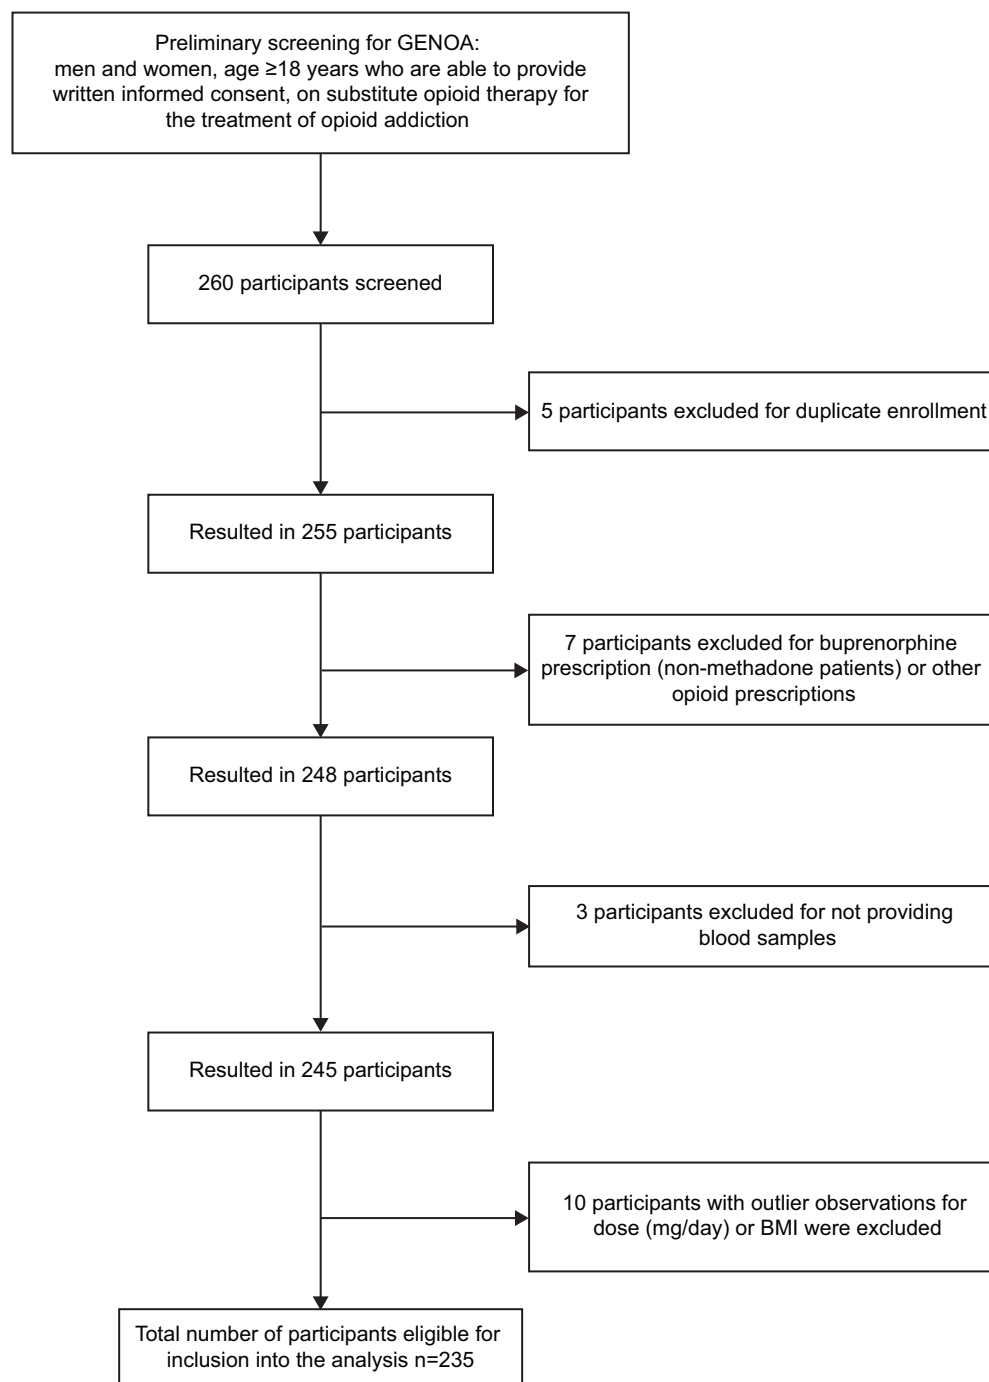 Preliminary screening for GENOA:
men and women, age ≥18 years who are able to provide
written informed consent, on substitute opioid therapy for
the treatment of opioid addiction
260 participants screened
5 participants excluded for duplicate enrollment
Resulted in 255 participants
7 participants excluded for buprenorphine
prescription (non-methadone patients) or other
opioid prescriptions
Resulted in 248 participants
3 participants excluded for not providing
blood samples
Resulted in 245 participants
10 participants with outlier observations for
dose (mg/day) or BMI were excluded
Total number of participants eligible for
inclusion into the analysis n=235